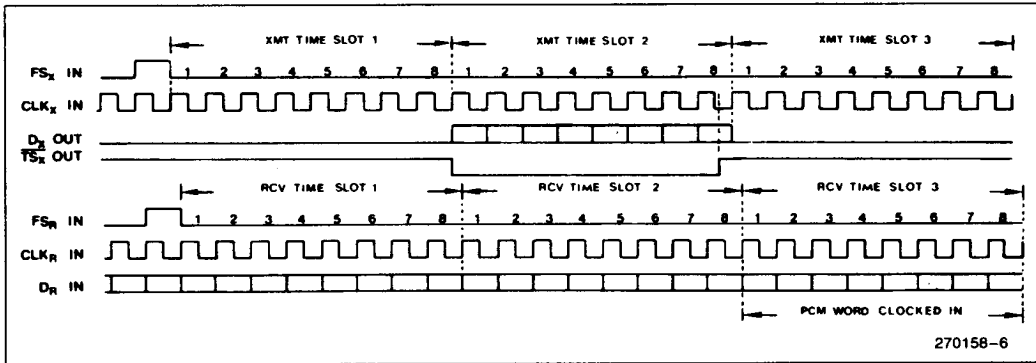 XMT TIME SLOT 1 XMT TIME SLOT 2 XMT TIME SLOT 3
FSX IN 1 2 3 4 5 6 7 8 1 2 3 4 5 6 7 8 1 2 3 4 5 6 7 8
CLKX IN
DX OUT
TSX OUT
RCV TIME SLOT 1 RCV TIME SLOT 2 RCV TIME SLOT 3
FSR IN 1 2 3 4 5 6 7 8 1 2 3 4 5 6 7 8 1 2 3 4 5 6 7 8
CLKR IN
DR IN
PCM WORD CLOCKED IN
270158-6